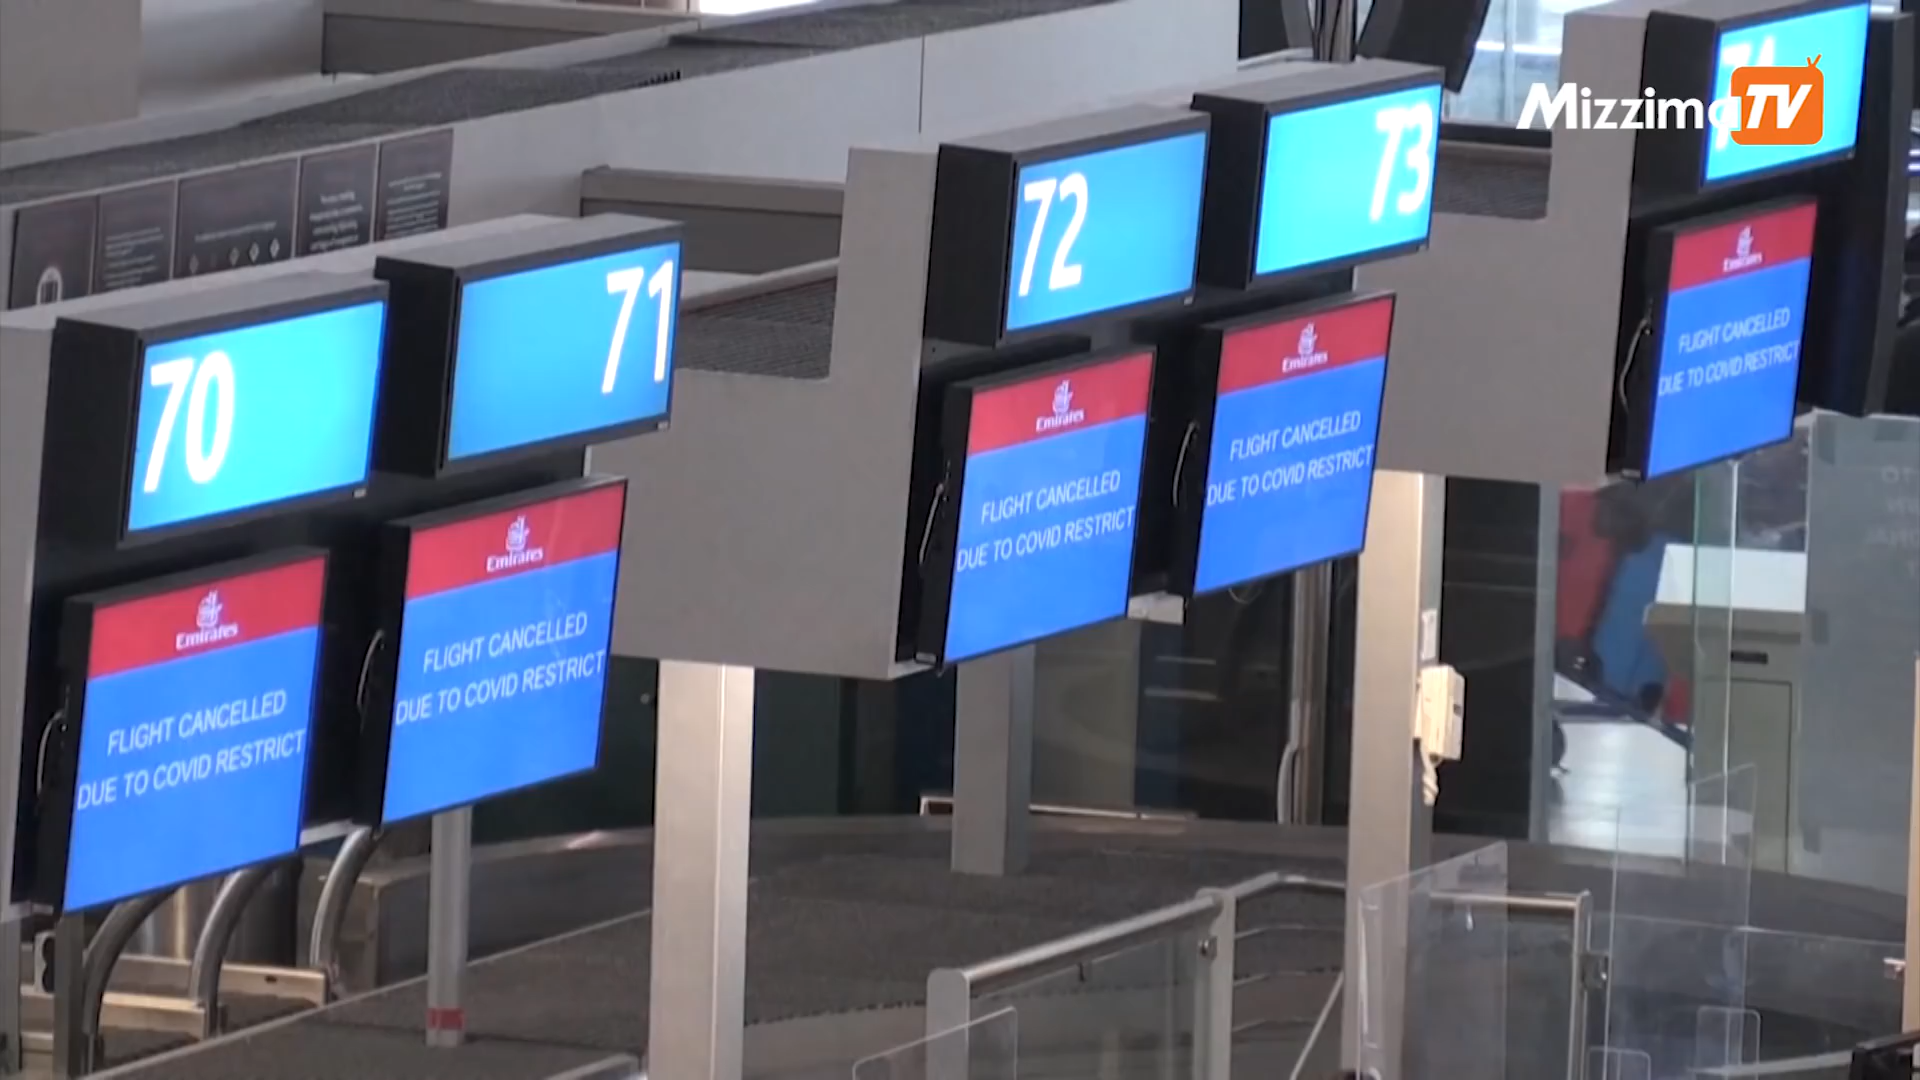 MizzimaTV
70
71
72
73
74
Emirates
FLIGHT CANCELLED
DUE TO COVID RESTRICT
Emirates
FLIGHT CANCELLED
DUE TO COVID RESTRICT
Emirates
FLIGHT CANCELLED
DUE TO COVID RESTRICT
Emirates
FLIGHT CANCELLED
DUE TO COVID RESTRICT
Emirates
FLIGHT CANCELLED
DUE TO COVID RESTRICT